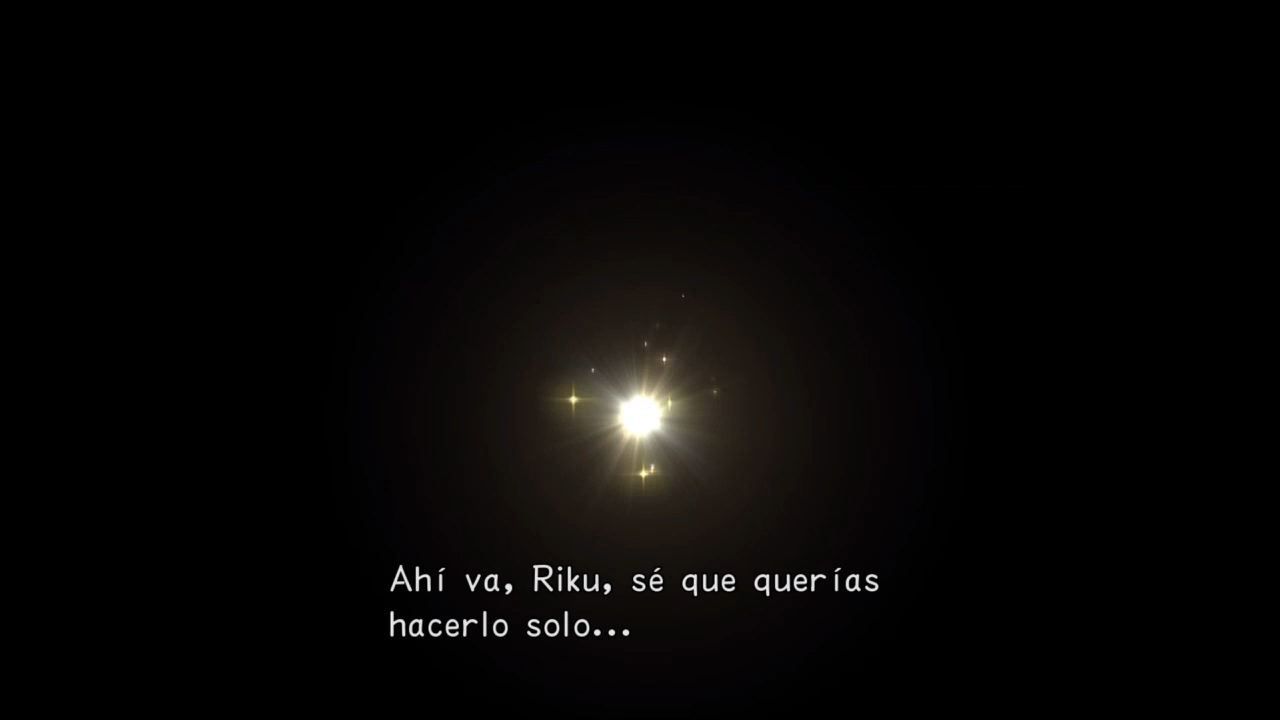 Ahí va, Riku, sé que querías
hacerlo solo...